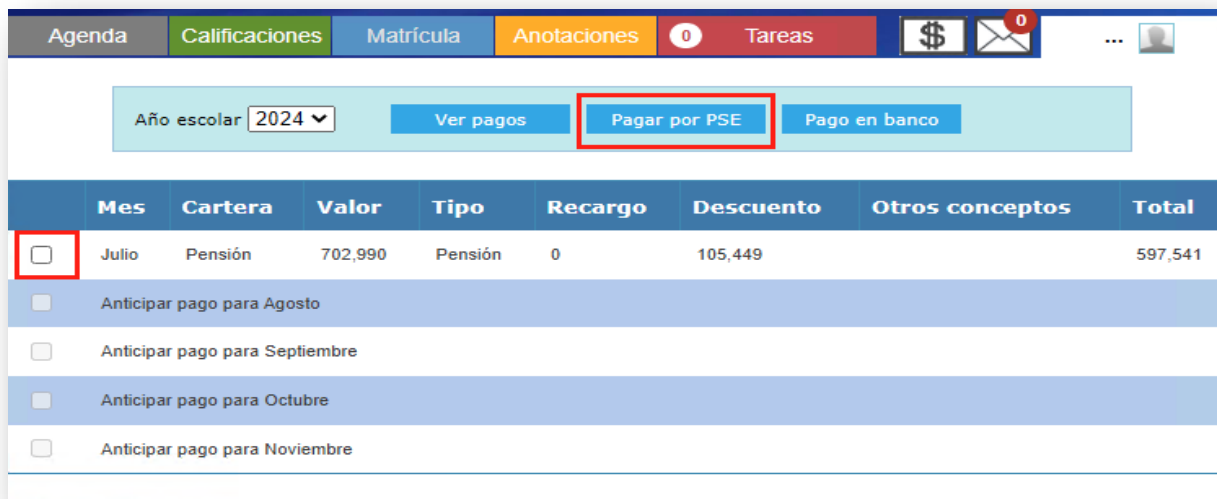 Agenda Calificaciones Matrícula Anotaciones 0 Tareas $ 0 ...
Año escolar 2024 Ver pagos Pagar por PSE Pago en banco
Mes Cartera Valor Tipo Recargo Descuento Otros conceptos Total
Julio Pensión 702,990 Pensión 0 105,449 597,541
Anticipar pago para Agosto
Anticipar pago para Septiembre
Anticipar pago para Octubre
Anticipar pago para Noviembre